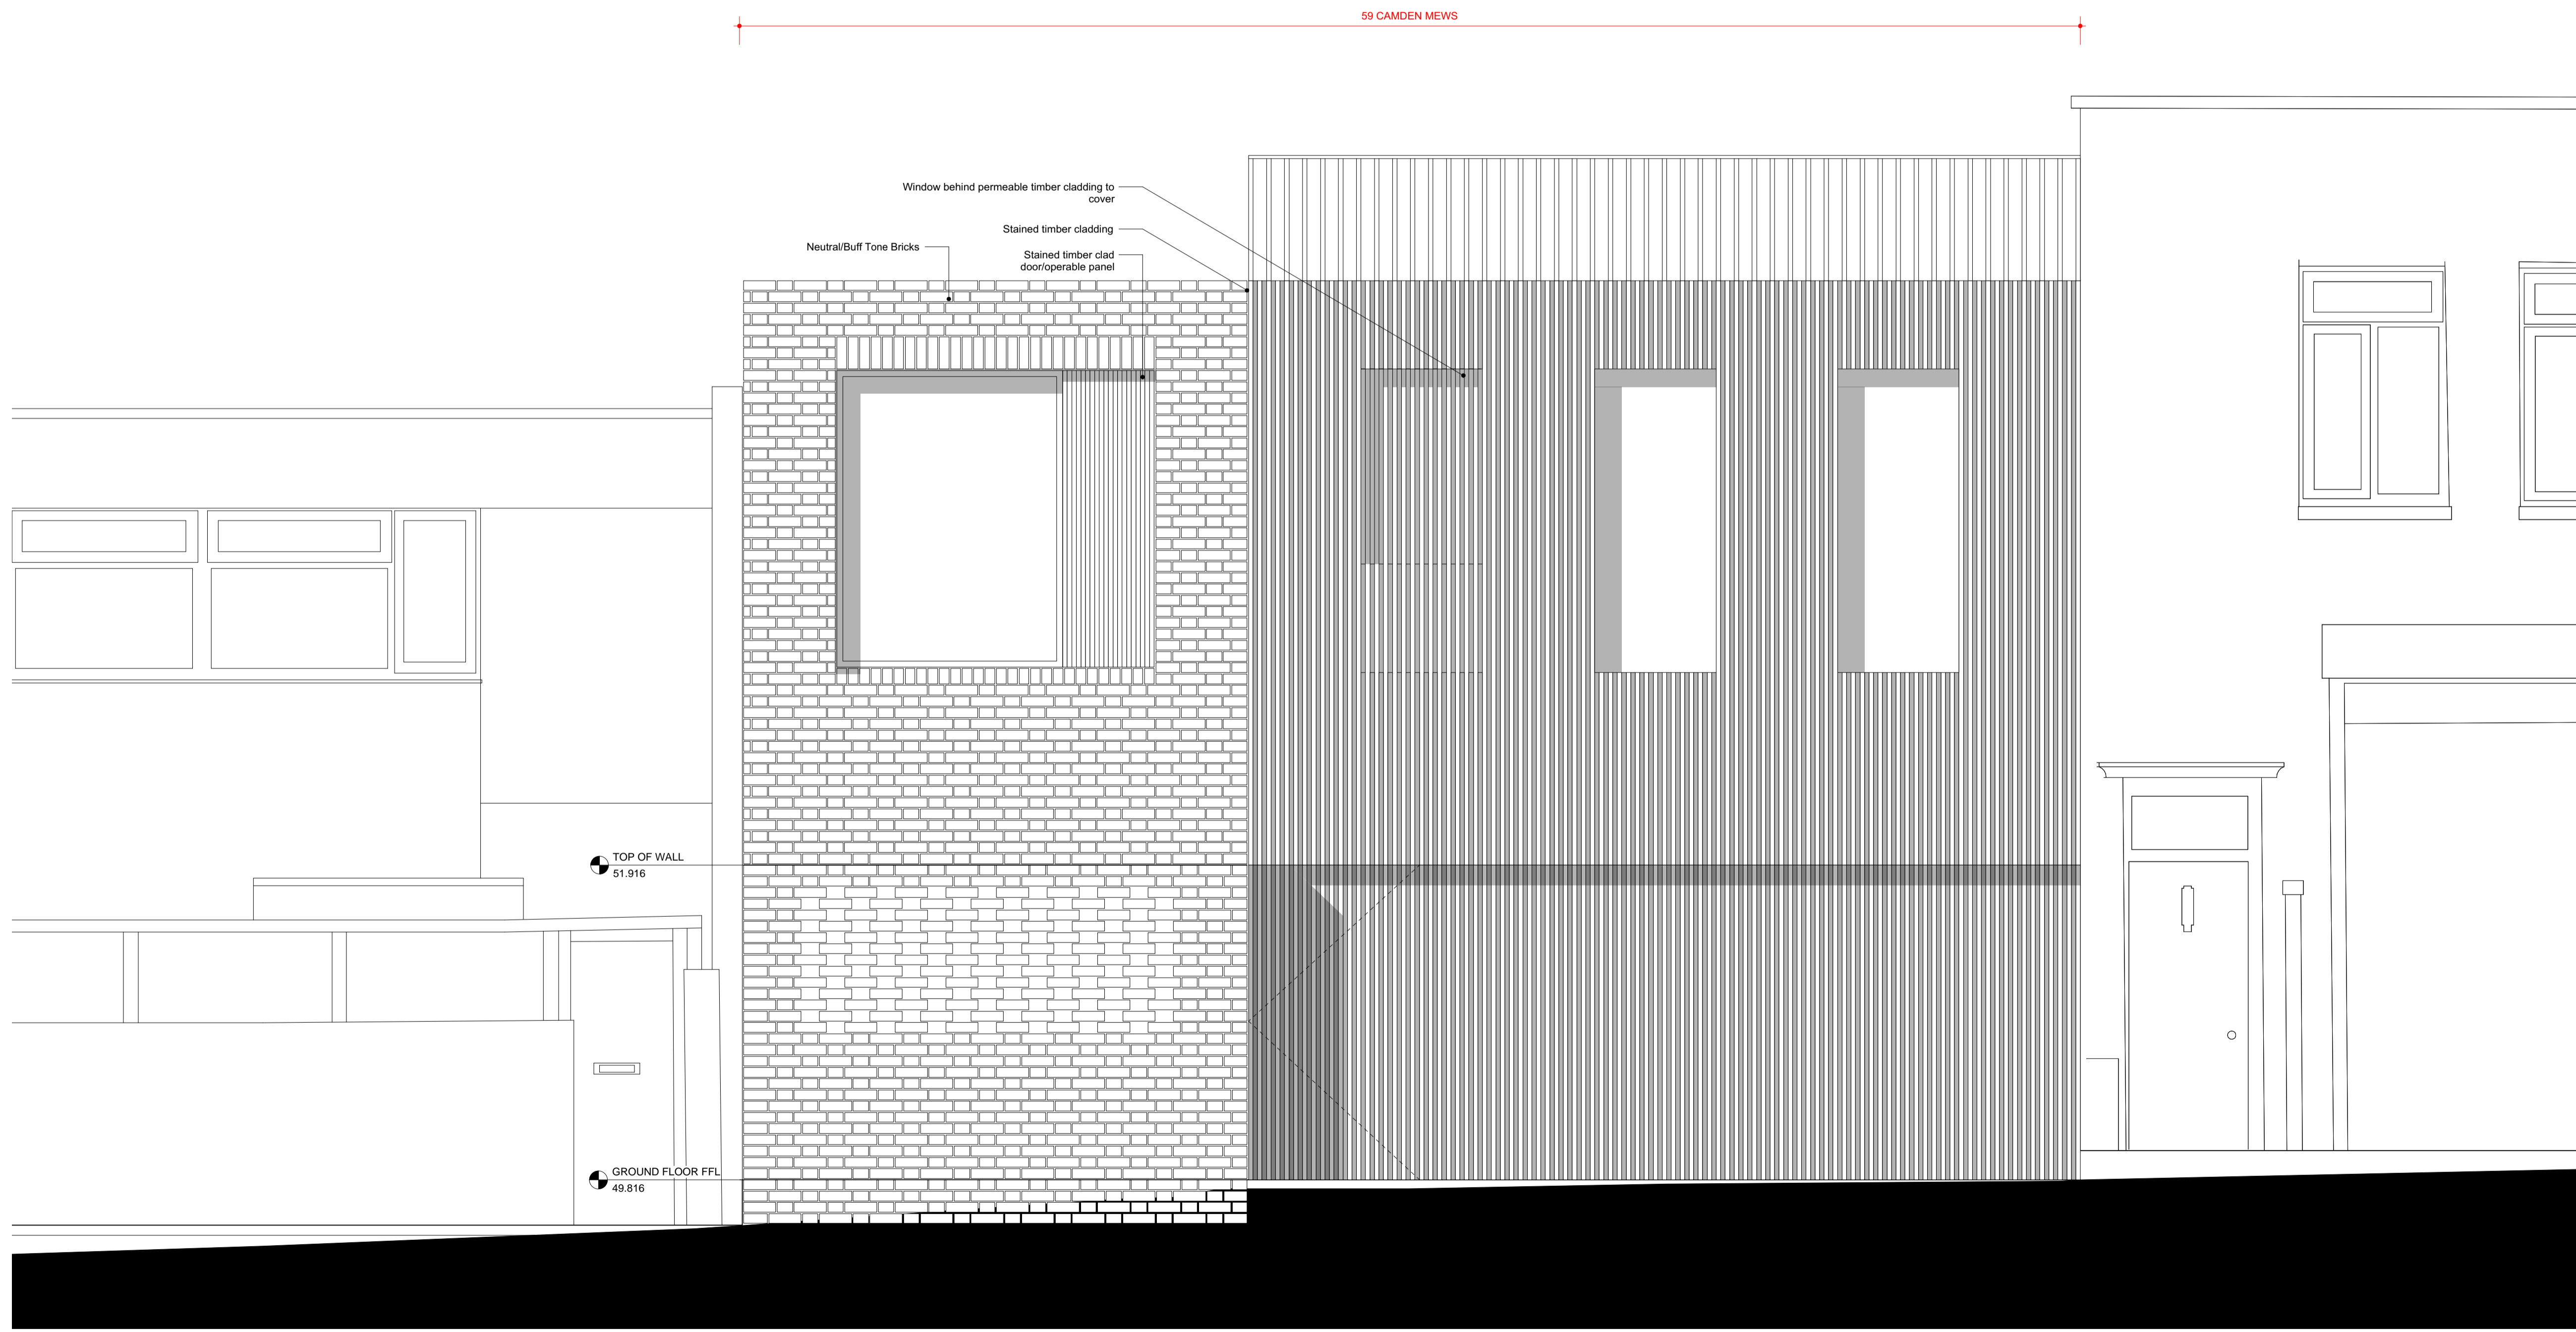 59 CAMDEN MEWS
Window behind permeable timber cladding to
cover
Stained timber cladding
Neutral/Buff Tone Bricks
Stained timber clad
door/operable panel
TOP OF WALL
51.916
GROUND FLOOR FFL
49.816